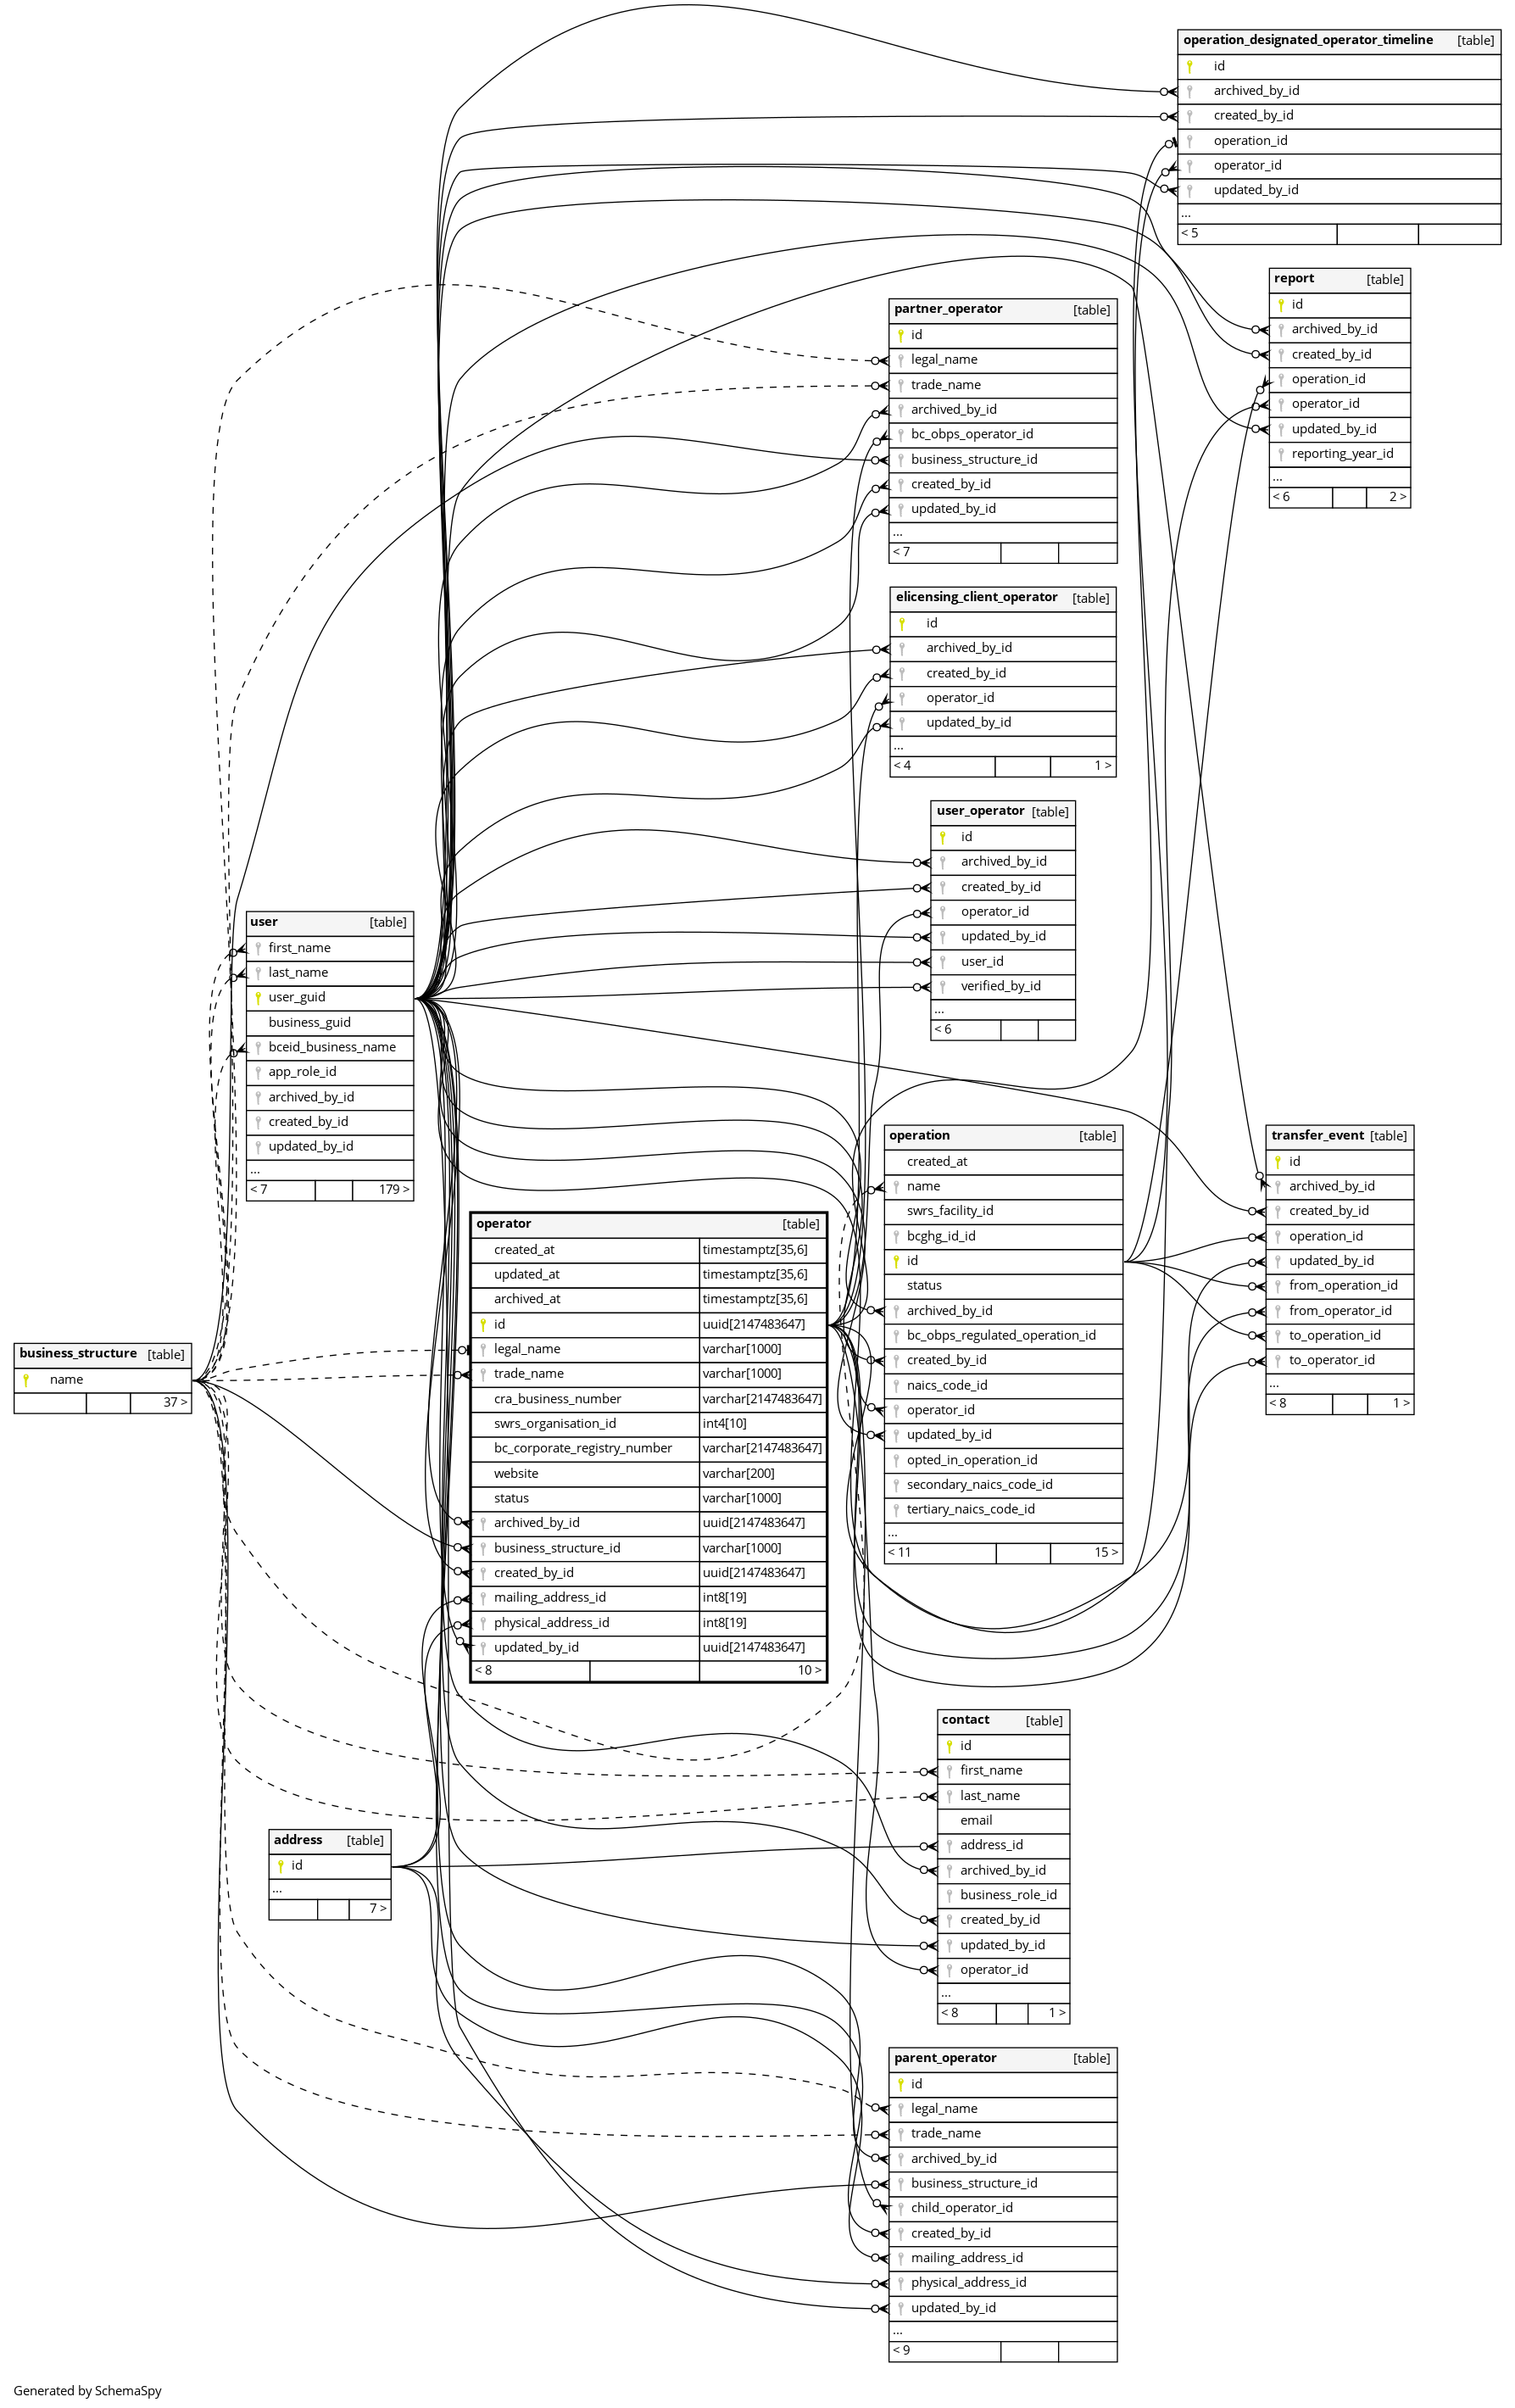 operation_designated_operator_timeline [table]
id
archived_by_id
created_by_id
operation_id
operator_id
updated_by_id
...
< 5
report [table]
id
archived_by_id
created_by_id
operation_id
operator_id
updated_by_id
reporting_year_id
...
< 6 2 >
partner_operator [table]
id
legal_name
trade_name
archived_by_id
bc_obps_operator_id
business_structure_id
created_by_id
updated_by_id
...
< 7
elicensing_client_operator [table]
id
archived_by_id
created_by_id
operator_id
updated_by_id
...
< 4 1 >
user_operator [table]
id
archived_by_id
created_by_id
operator_id
updated_by_id
user_id
verified_by_id
...
< 6
user [table]
first_name
last_name
user_guid
business_guid
bceid_business_name
app_role_id
archived_by_id
created_by_id
updated_by_id
...
< 7 179 >
operation [table]
created_at
name
swrs_facility_id
bcghg_id_id
id
status
archived_by_id
bc_obps_regulated_operation_id
created_by_id
naics_code_id
operator_id
updated_by_id
opted_in_operation_id
secondary_naics_code_id
tertiary_naics_code_id
...
< 11 15 >
transfer_event [table]
id
archived_by_id
created_by_id
operation_id
updated_by_id
from_operation_id
from_operator_id
to_operation_id
to_operator_id
...
< 8 1 >
operator [table]
created_at timestamptz[35,6]
updated_at timestamptz[35,6]
archived_at timestamptz[35,6]
id uuid[2147483647]
legal_name varchar[1000]
trade_name varchar[1000]
cra_business_number varchar[2147483647]
swrs_organisation_id int4[10]
bc_corporate_registry_number varchar[2147483647]
website varchar[200]
status varchar[1000]
archived_by_id uuid[2147483647]
business_structure_id varchar[1000]
created_by_id uuid[2147483647]
mailing_address_id int8[19]
physical_address_id int8[19]
updated_by_id uuid[2147483647]
< 8 10 >
business_structure [table]
name
37 >
contact [table]
id
first_name
last_name
email
address_id
archived_by_id
business_role_id
created_by_id
updated_by_id
operator_id
...
< 8 1 >
address [table]
id
...
7 >
parent_operator [table]
id
legal_name
trade_name
archived_by_id
business_structure_id
child_operator_id
created_by_id
mailing_address_id
physical_address_id
updated_by_id
...
< 9
Generated by SchemaSpy